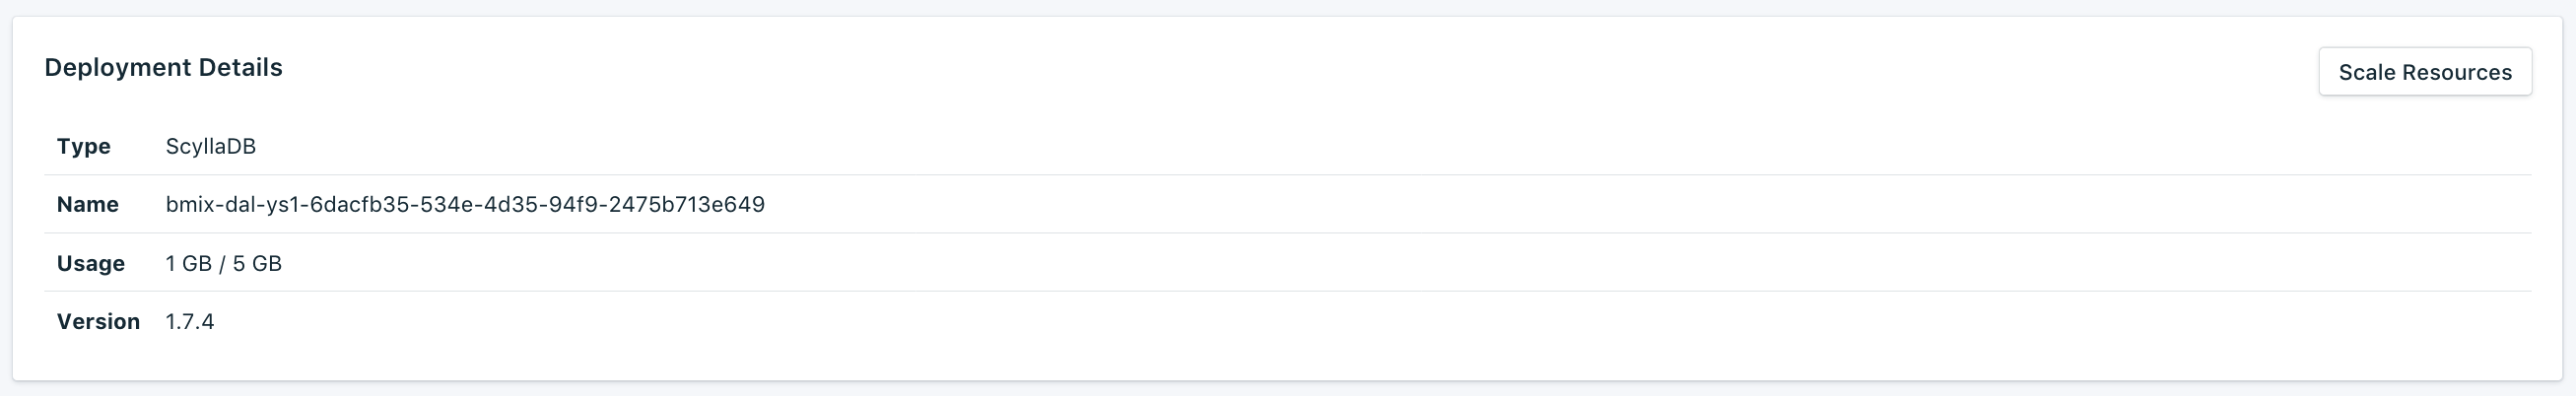 Deployment Details
Scale Resources
Type ScyllaDB
Name bmix-dal-ys1-6dacfb35-534e-4d35-94f9-2475b713e649
Usage 1 GB / 5 GB
Version 1.7.4